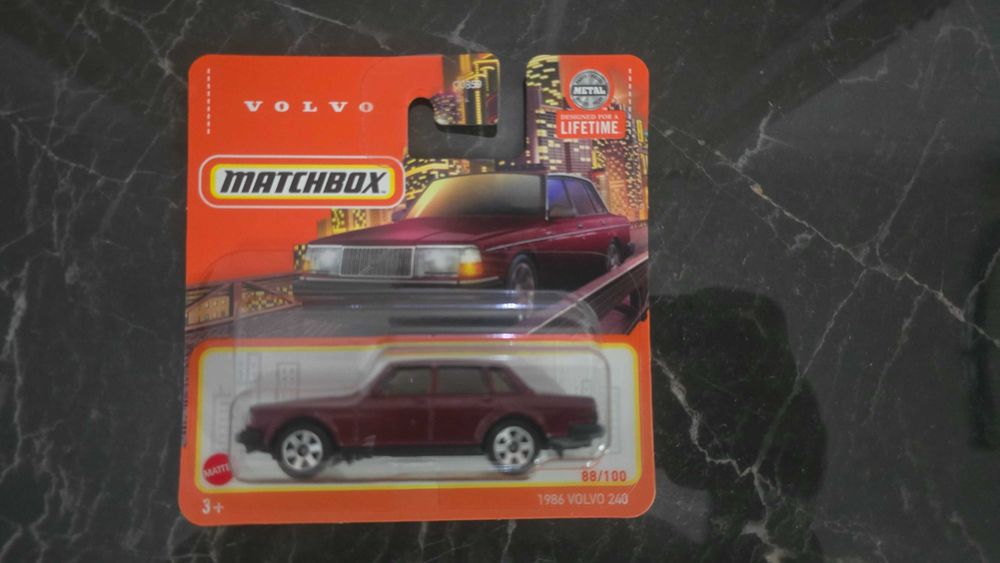 VOLVO
MATCHBOX
METAL
DESIGNED FOR A
LIFETIME
MATTEL
88/100
3+
1986 VOLVO 240